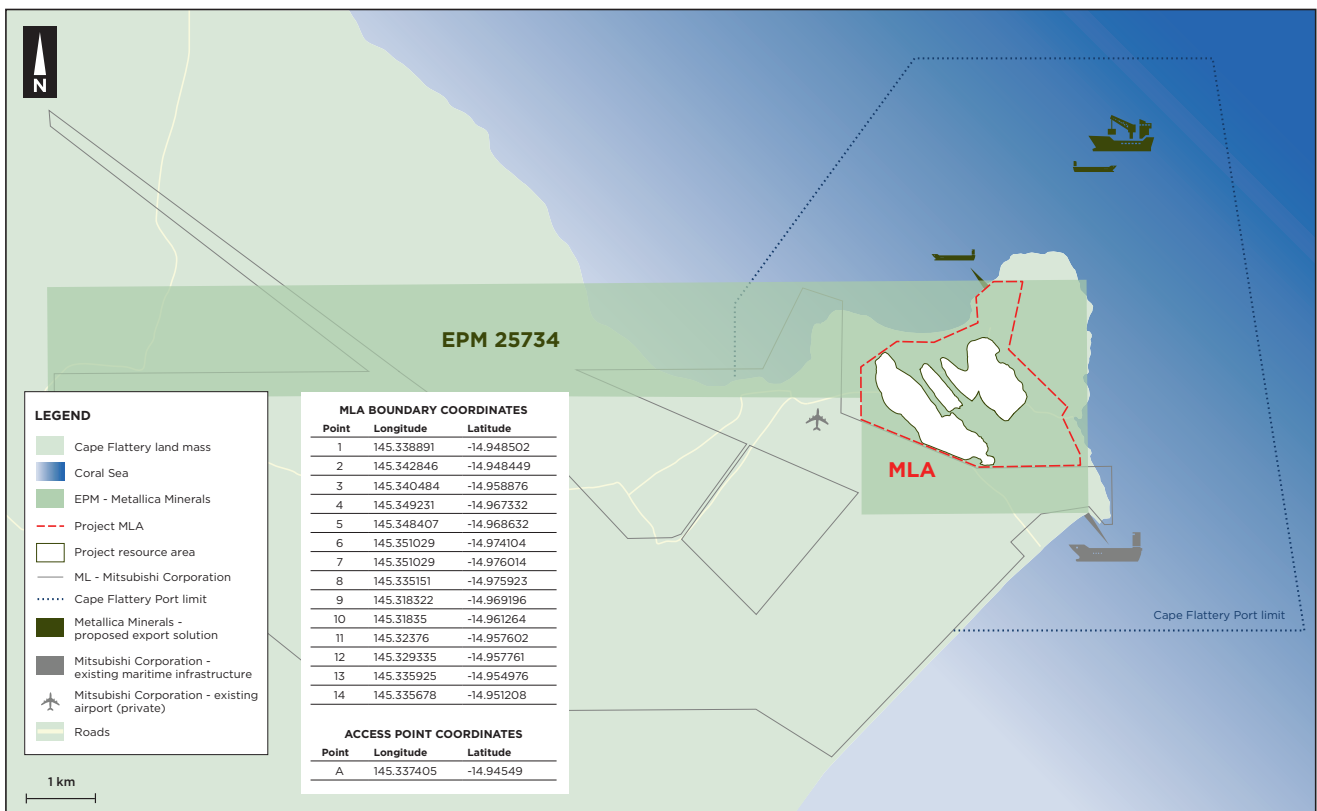 N
EPM 25734
MLA
Cape Flattery Port limit
LEGEND
Cape Flattery land mass
Coral Sea
EPM - Metallica Minerals
Project MLA
Project resource area
ML - Mitsubishi Corporation
Cape Flattery Port limit
Metallica Minerals -
proposed export solution
Mitsubishi Corporation -
existing maritime infrastructure
Mitsubishi Corporation - existing
airport (private)
Roads
1 km
MLA BOUNDARY COORDINATES
Point Longitude Latitude
1 145.338891 -14.948502
2 145.342846 -14.948449
3 145.340484 -14.958876
4 145.349231 -14.967332
5 145.348407 -14.968632
6 145.351029 -14.974104
7 145.351029 -14.976014
8 145.335151 -14.975923
9 145.318322 -14.969196
10 145.31835 -14.961264
11 145.32376 -14.957602
12 145.329335 -14.957761
13 145.335925 -14.954976
14 145.335678 -14.951208
ACCESS POINT COORDINATES
Point Longitude Latitude
A 145.337405 -14.94549